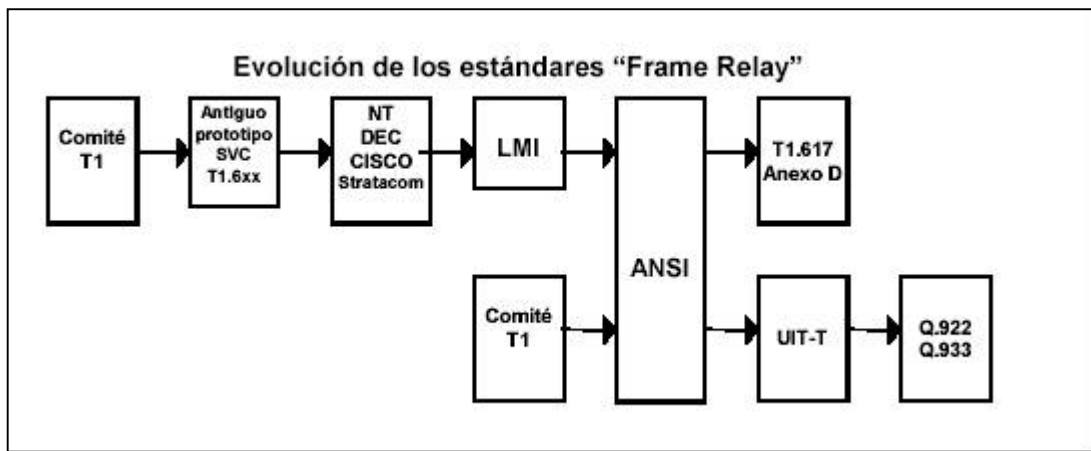 Evolución de los estándares “Frame Relay”
Comité
T1
Antiguo
prototipo
SVC
T1.6xx
NT
DEC
CISCO
Stratacom
LMI
ANSI
T1.617
Anexo D
Comité
T1
UIT-T
Q.922
Q.933